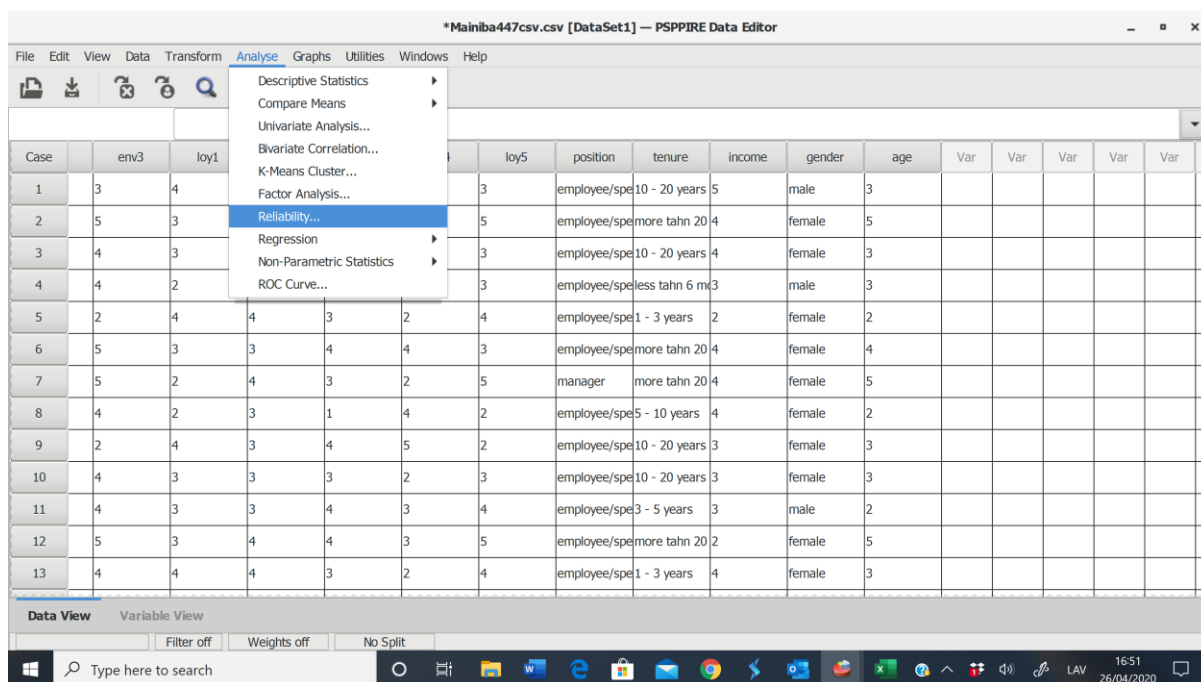 *Mainiba447csv.csv [DataSet1] — PSPPIRE Data Editor
File Edit View Data Transform Analyse Graphs Utilities Windows Help
Descriptive Statistics
Compare Means
Univariate Analysis...
Bivariate Correlation...
K-Means Cluster...
Factor Analysis...
Reliability...
Regression
Non-Parametric Statistics
ROC Curve...
Case env3 loy1 loy5 position tenure income gender age Var Var Var Var Var
1 3 4 3 employee/spe 10 - 20 years 5 male 3
2 5 3 5 employee/spe more tahn 20 4 female 5
3 4 3 3 employee/spe 10 - 20 years 4 female 3
4 4 2 3 employee/spe less tahn 6 mo 3 male 3
5 2 4 4 3 2 4 employee/spe 1 - 3 years 2 female 2
6 5 3 3 4 4 3 employee/spe more tahn 20 4 female 4
7 5 2 4 3 2 5 manager more tahn 20 4 female 5
8 4 2 3 1 4 2 employee/spe 5 - 10 years 4 female 2
9 2 4 3 4 5 2 employee/spe 10 - 20 years 3 female 3
10 4 3 3 3 2 3 employee/spe 10 - 20 years 3 female 3
11 4 3 3 4 3 4 employee/spe 3 - 5 years 3 male 2
12 5 3 4 4 3 5 employee/spe more tahn 20 2 female 5
13 4 4 4 3 2 4 employee/spe 1 - 3 years 4 female 3
Data View Variable View
Filter off Weights off No Split
Type here to search
LAV
16:51
26/04/2020